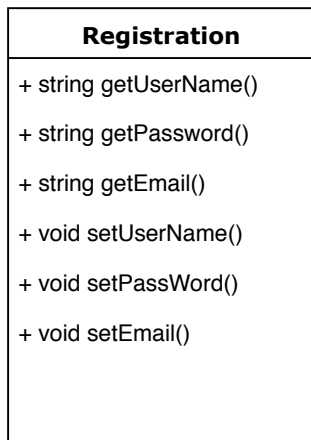 Registration
+ string getUserName()
+ string getPassword()
+ string getEmail()
+ void setUserName()
+ void setPassWord()
+ void setEmail()